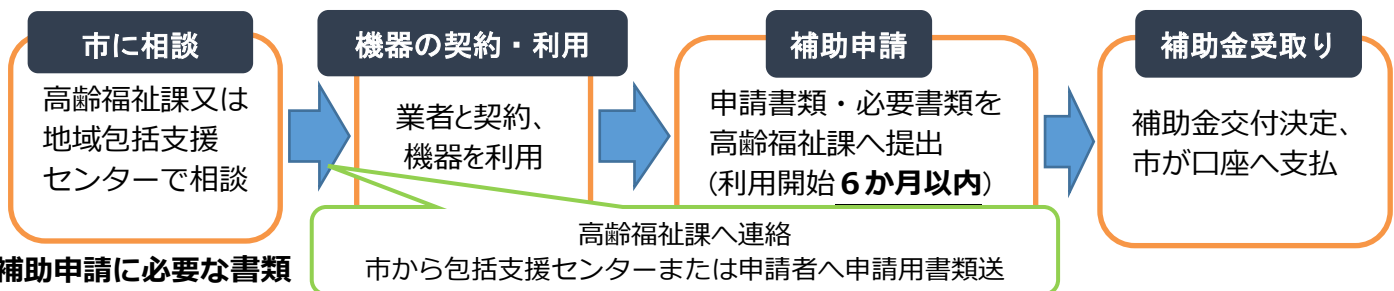 市に相談
高齢福祉課又は
地域包括支援
センターで相談
機器の契約・利用
業者と契約、
機器を利用
補助申請
申請書類・必要書類を
高齢福祉課へ提出
(利用開始６か月以内)
補助金受取り
補助金交付決定、
市が口座へ支払
高齢福祉課へ連絡
市から包括支援センターまたは申請者へ申請用書類送
補助申請に必要な書類